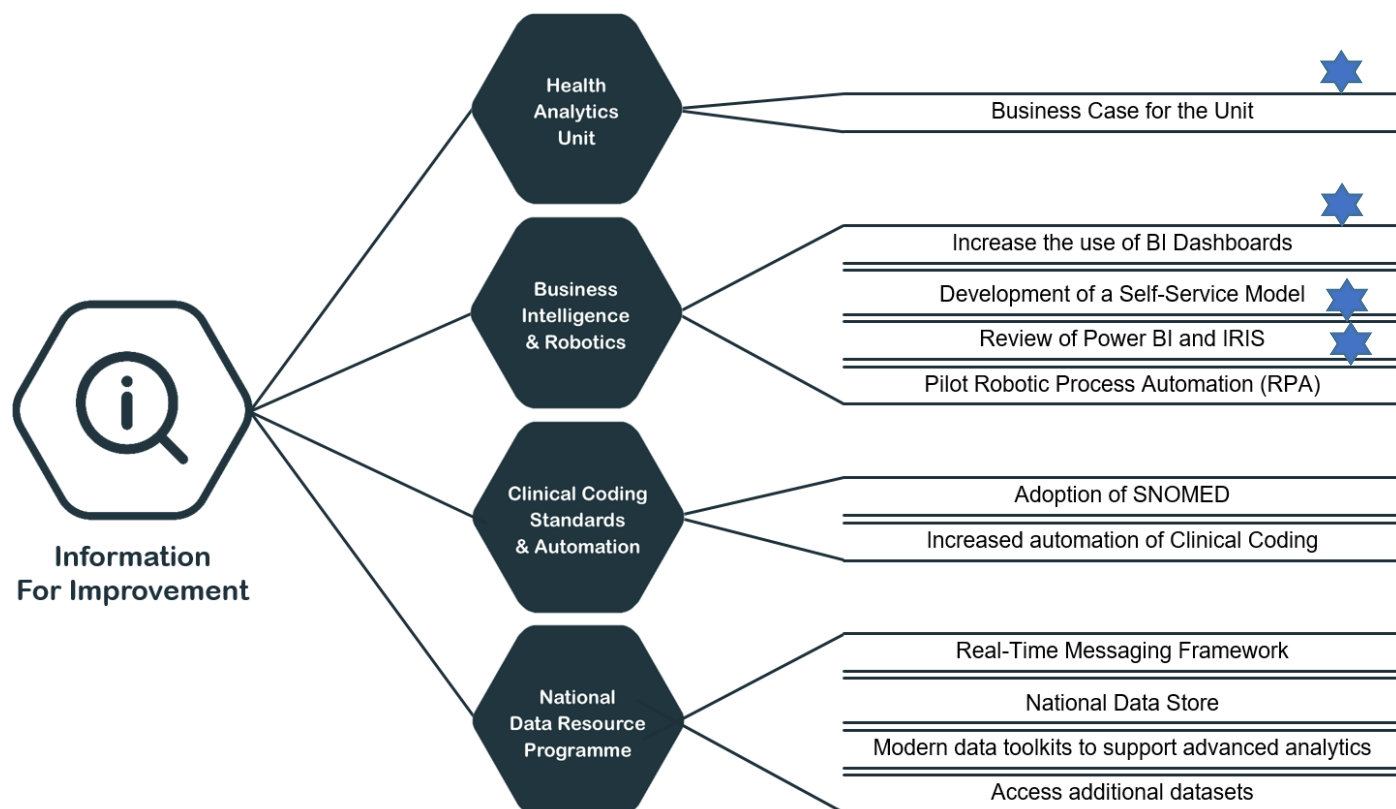 Health
Analytics
Unit
Business Case for the Unit
Business
Intelligence
& Robotics
Increase the use of BI Dashboards
Development of a Self-Service Model
Review of Power BI and IRIS
Pilot Robotic Process Automation (RPA)
Information
For Improvement
Clinical Coding
Standards
& Automation
Adoption of SNOMED
Increased automation of Clinical Coding
National
Data Resource
Programme
Real-Time Messaging Framework
National Data Store
Modern data toolkits to support advanced analytics
Access additional datasets